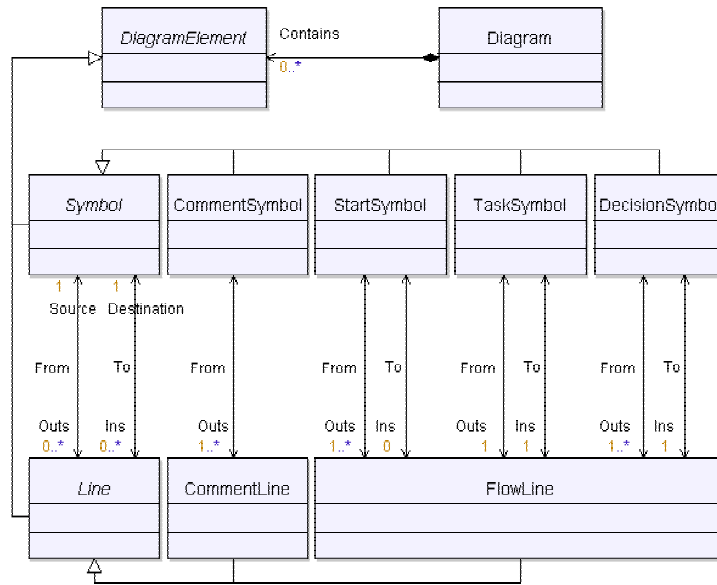 DiagramElement
Contains
0..*
Diagram
Symbol
CommentSymbol
StartSymbol
TaskSymbol
DecisionSymbol
1 1
Source Destination
From To From From To From To From To
Outs Ins Outs Outs Ins Outs Ins Outs Ins
0..* 0..* 1..* 1..* 0 1 1 1..* 1
Line
CommentLine
FlowLine